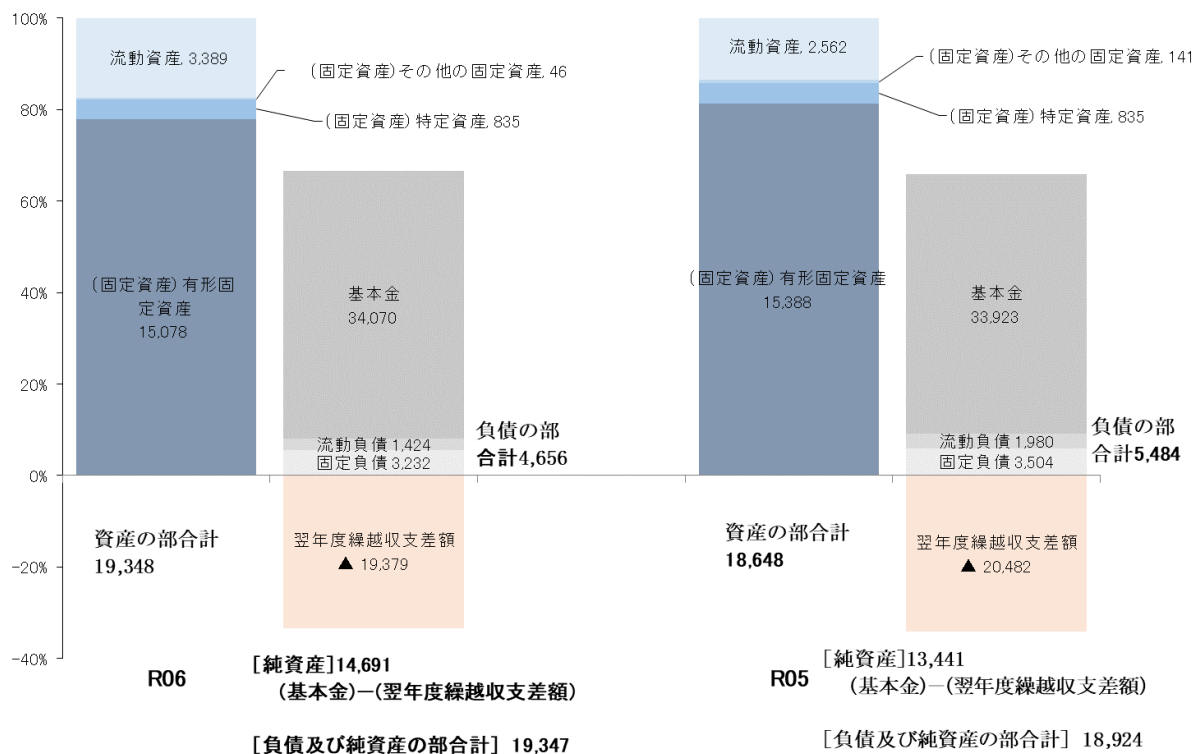 100%
80%
60%
40%
20%
0%
-20%
-40%
流動資産, 3,389
(固定資産)その他の固定資産, 46
(固定資産) 特定資産, 835
(固定資産) 有形固
定資産
15,078
基本金
34,070
流動負債 1,424
固定負債 3,232
負債の部
合計4,656
翌年度繰越収支差額
▲ 19,379
資産の部合計
19,348
R06
[純資産]14,691
(基本金)−(翌年度繰越収支差額)
[負債及び純資産の部合計] 19,347
流動資産, 2,562
(固定資産)その他の固定資産, 141
(固定資産) 特定資産, 835
(固定資産) 有形固定資産
15,388
基本金
33,923
流動負債 1,980
固定負債 3,504
負債の部
合計5,484
翌年度繰越収支差額
▲ 20,482
資産の部合計
18,648
R05
[純資産]13,441
(基本金)−(翌年度繰越収支差額)
[負債及び純資産の部合計] 18,924